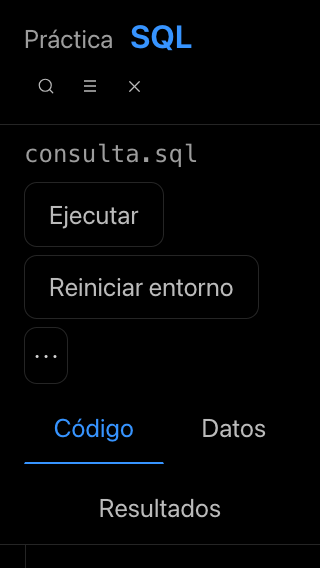 Práctica SQL
consulta.sql
Ejecutar
Reiniciar entorno
...
Código Datos
Resultados